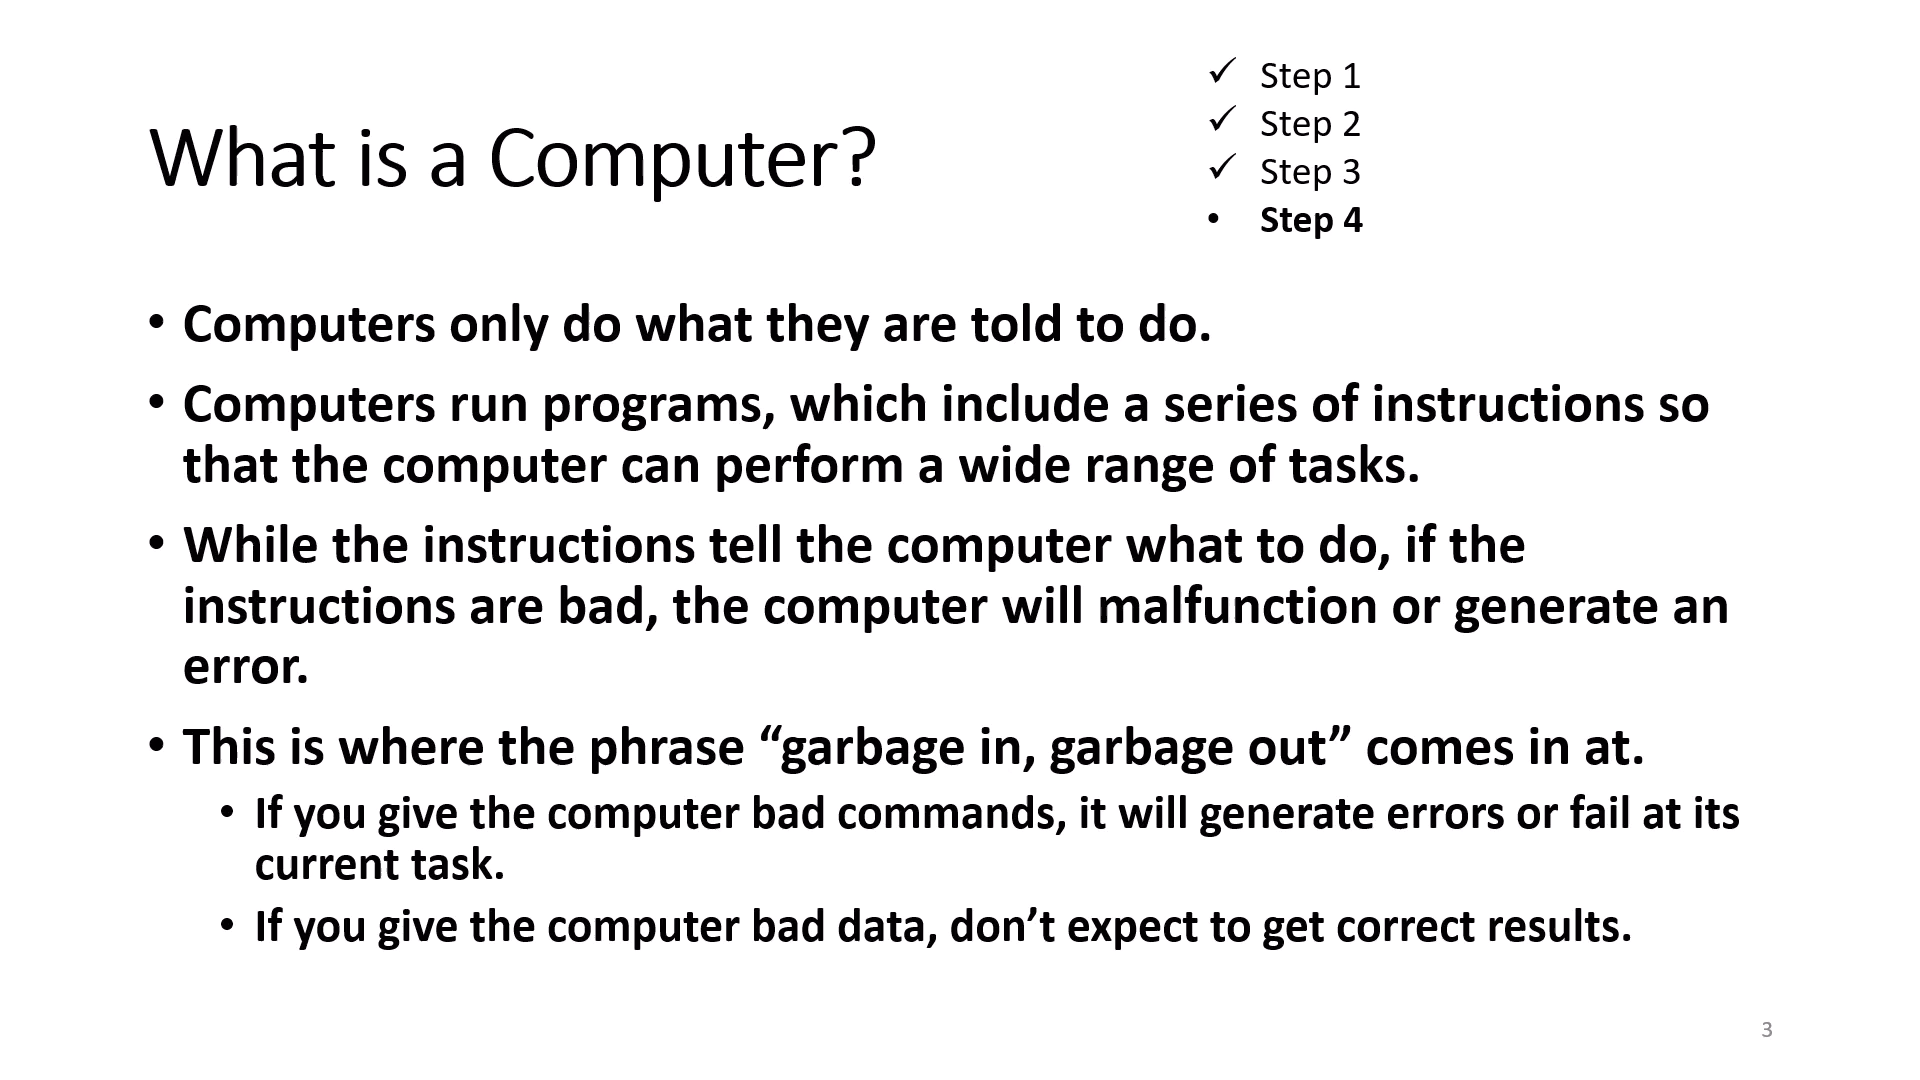 What is a Computer?
✓ Step 1
✓ Step 2
✓ Step 3
• Step 4
• Computers only do what they are told to do.
• Computers run programs, which include a series of instructions so
that the computer can perform a wide range of tasks.
• While the instructions tell the computer what to do, if the
instructions are bad, the computer will malfunction or generate an
error.
• This is where the phrase “garbage in, garbage out” comes in at.
• If you give the computer bad commands, it will generate errors or fail at its
current task.
• If you give the computer bad data, don’t expect to get correct results.
3